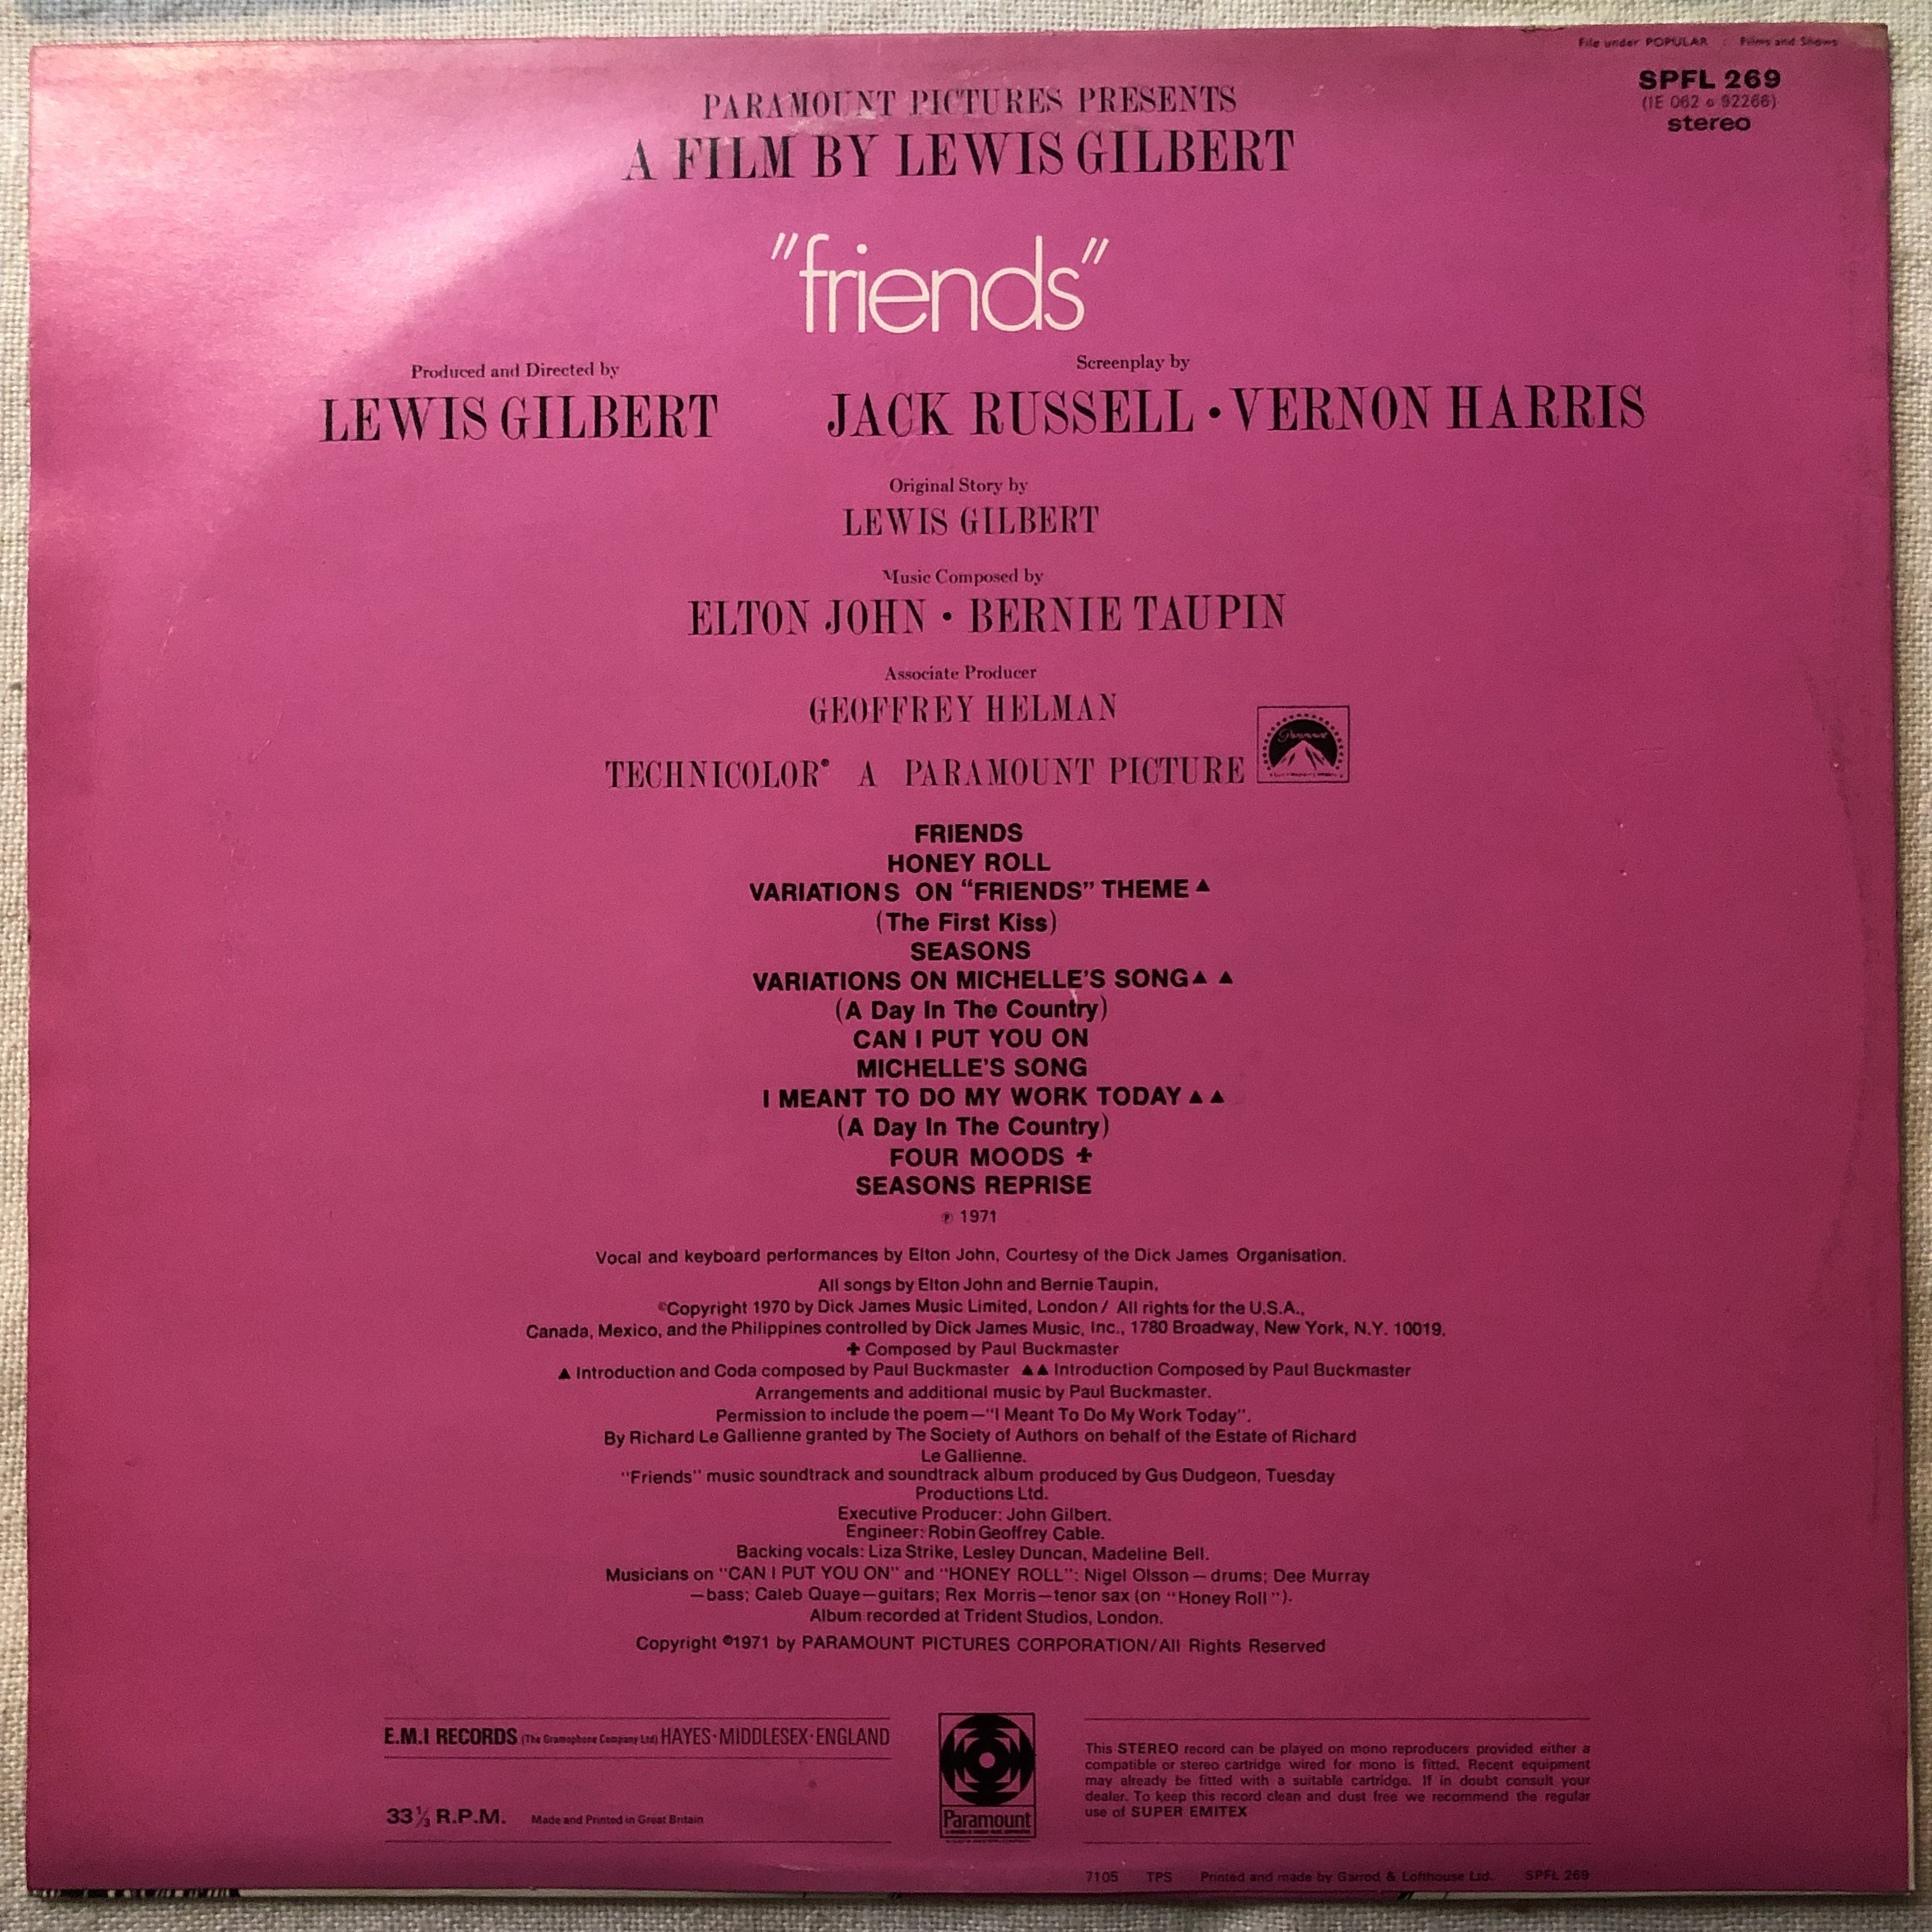 File under POPULAR : Films and Shows
SPFL 269
(IE 062 o 92266)
stereo
PARAMOUNT PICTURES PRESENTS
A FILM BY LEWIS GILBERT
"friends"
Produced and Directed by
LEWIS GILBERT
Screenplay by
JACK RUSSELL • VERNON HARRIS
Original Story by
LEWIS GILBERT
Music Composed by
ELTON JOHN • BERNIE TAUPIN
Associate Producer
GEOFFREY HELMAN
TECHNICOLOR® A PARAMOUNT PICTURE
Paramount
FRIENDS
HONEY ROLL
VARIATIONS ON “FRIENDS” THEME ▲
(The First Kiss)
SEASONS
VARIATIONS ON MICHELLE’S SONG ▲ ▲
(A Day In The Country)
CAN I PUT YOU ON
MICHELLE’S SONG
I MEANT TO DO MY WORK TODAY ▲ ▲
(A Day In The Country)
FOUR MOODS ✚
SEASONS REPRISE
℗ 1971
Vocal and keyboard performances by Elton John, Courtesy of the Dick James Organisation.
All songs by Elton John and Bernie Taupin,
©Copyright 1970 by Dick James Music Limited, London / All rights for the U.S.A.,
Canada, Mexico, and the Philippines controlled by Dick James Music, Inc., 1780 Broadway, New York, N.Y. 10019.
✚ Composed by Paul Buckmaster
▲ Introduction and Coda composed by Paul Buckmaster ▲▲ Introduction Composed by Paul Buckmaster
Arrangements and additional music by Paul Buckmaster.
Permission to include the poem—“I Meant To Do My Work Today”.
By Richard Le Gallienne granted by The Society of Authors on behalf of the Estate of Richard
Le Gallienne.
“Friends” music soundtrack and soundtrack album produced by Gus Dudgeon, Tuesday
Productions Ltd.
Executive Producer: John Gilbert.
Engineer: Robin Geoffrey Cable.
Backing vocals: Liza Strike, Lesley Duncan, Madeline Bell.
Musicians on “CAN I PUT YOU ON” and “HONEY ROLL”: Nigel Olsson — drums; Dee Murray
—bass; Caleb Quaye—guitars; Rex Morris—tenor sax (on “Honey Roll”).
Album recorded at Trident Studios, London.
Copyright ©1971 by PARAMOUNT PICTURES CORPORATION/All Rights Reserved
E.M.I RECORDS (The Gramophone Company Ltd) HAYES · MIDDLESEX · ENGLAND
33⅓ R.P.M. Made and Printed in Great Britain
Paramount
This STEREO record can be played on mono reproducers provided either a
compatible or stereo cartridge wired for mono is fitted. Recent equipment
may already be fitted with a suitable cartridge. If in doubt consult your
dealer. To keep this record clean and dust free we recommend the regular
use of SUPER EMITEX
7105 TPS Printed and made by Garrod & Lofthouse Ltd. SPFL 269